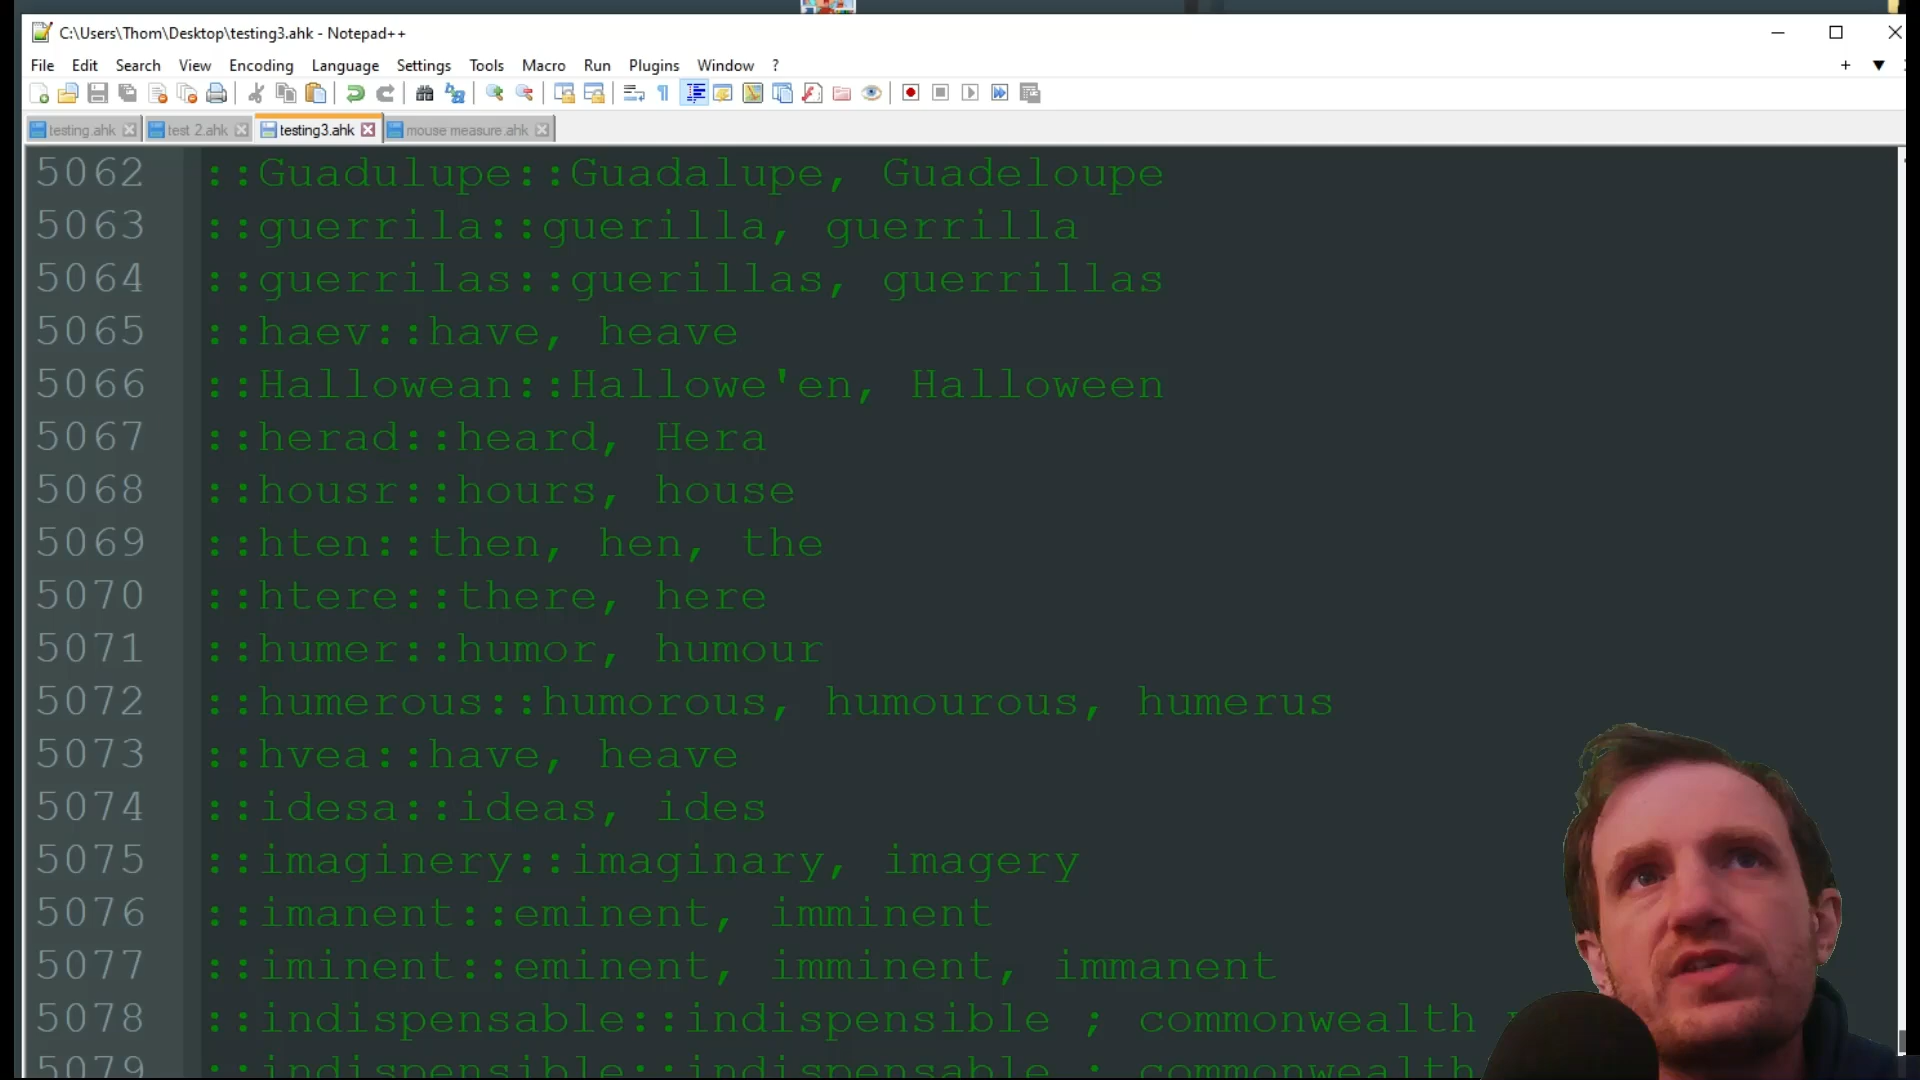 C:\Users\Thom\Desktop\testing3.ahk - Notepad++
File Edit Search View Encoding Language Settings Tools Macro Run Plugins Window ?
testing.ahk test 2.ahk testing3.ahk mouse measure.ahk
5062 ::Guadulupe::Guadalupe, Guadeloupe
5063 ::guerrila::guerilla, guerrilla
5064 ::guerrilas::guerillas, guerrillas
5065 ::haev::have, heave
5066 ::Hallowean::Hallowe'en, Halloween
5067 ::herad::heard, Hera
5068 ::housr::hours, house
5069 ::hten::then, hen, the
5070 ::htere::there, here
5071 ::humer::humor, humour
5072 ::humerous::humorous, humourous, humerus
5073 ::hvea::have, heave
5074 ::idesa::ideas, ides
5075 ::imaginery::imaginary, imagery
5076 ::imanent::eminent, imminent
5077 ::iminent::eminent, imminent, immanent
5078 ::indispensable::indispensible ; commonwealth
5079 ::indispensible::indispensable ; commonwealth